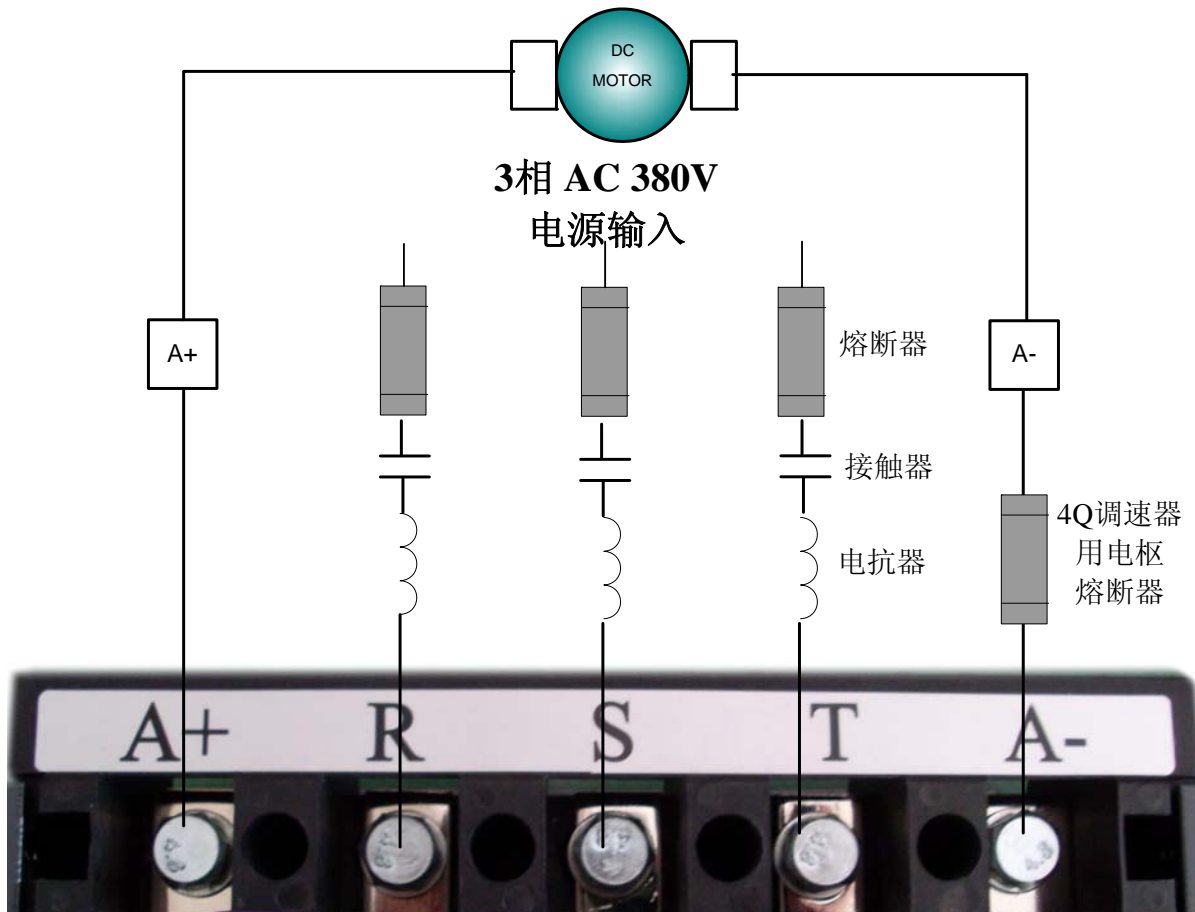 DC
MOTOR
3相 AC 380V
电源输入
A+
熔断器
A-
接触器
4Q调速器
用电枢
熔断器
电抗器
A+ R S T A-